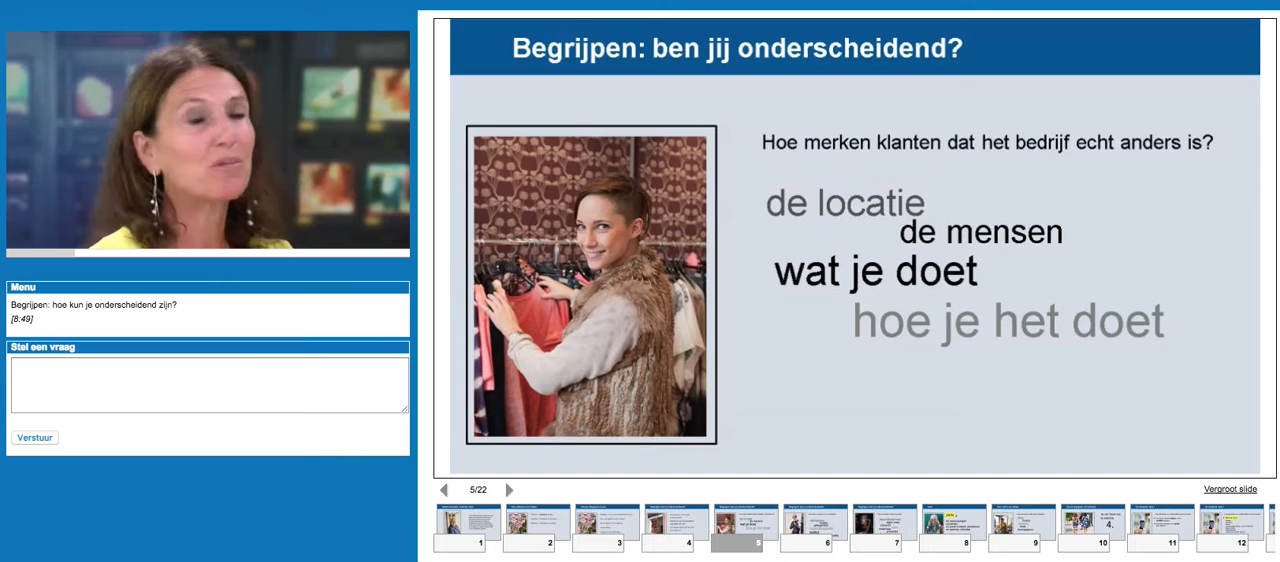 Begrijpen: ben jij onderscheidend?
Hoe merken klanten dat het bedrijf echt anders is?
de locatie
de mensen
wat je doet
hoe je het doet
Menu
Begrijpen: hoe kun je onderscheidend zijn?
[8:49]
Stel een vraag
Verstuur
5/22
Vergroot slide
1
2
3
4
5
6
7
8
9
10
11
12